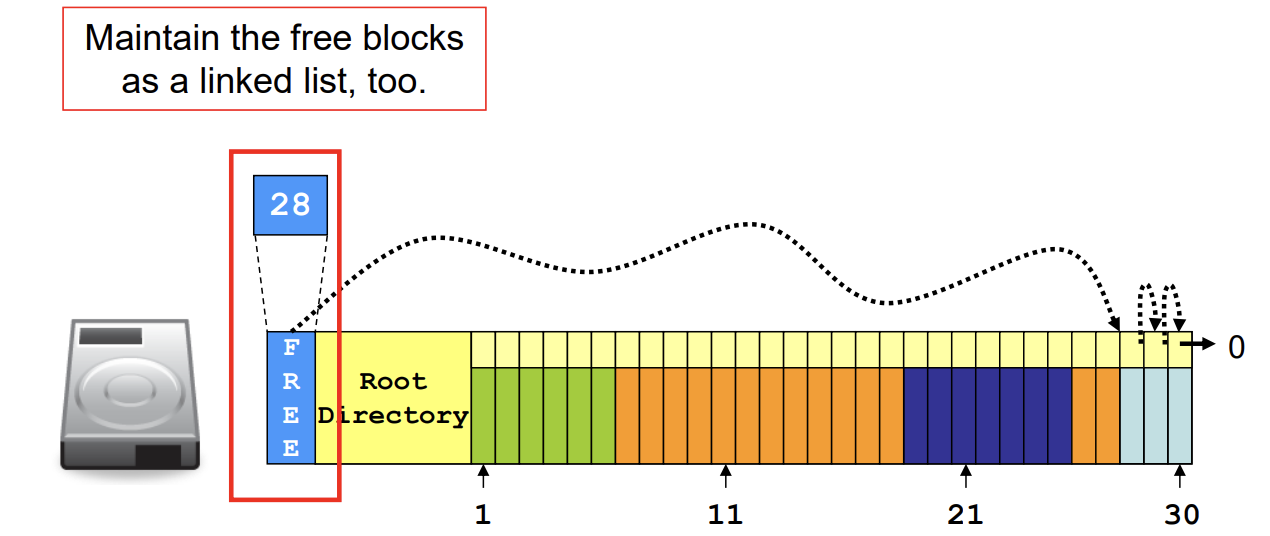 Maintain the free blocks
as a linked list, too.
28
F
R
E
E
Root
Directory
0
1 11 21 30